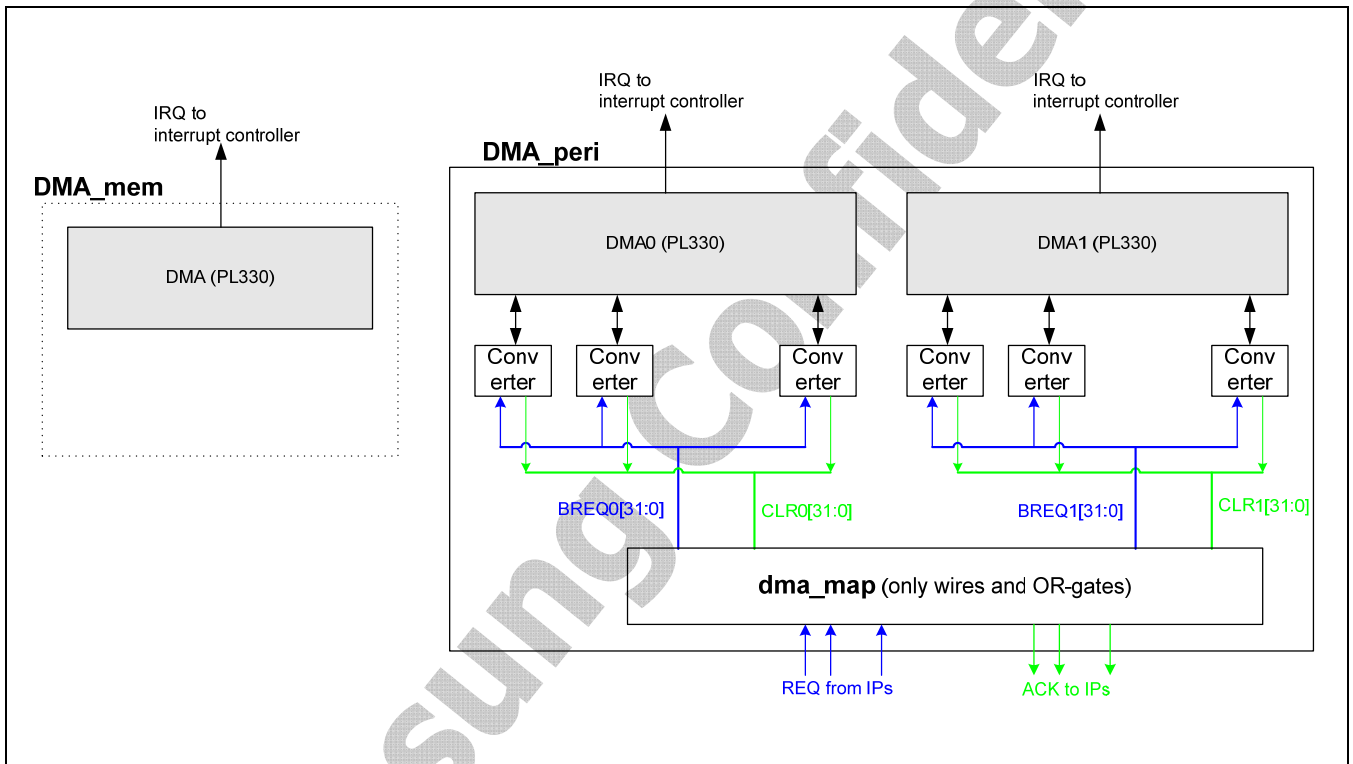 IRQ to
interrupt controller
DMA_mem
DMA (PL330)
IRQ to
interrupt controller
IRQ to
interrupt controller
DMA_peri
DMA0 (PL330)
DMA1 (PL330)
Conv
erter
Conv
erter
Conv
erter
Conv
erter
Conv
erter
Conv
erter
BREQ0[31:0]
CLR0[31:0]
BREQ1[31:0]
CLR1[31:0]
dma_map (only wires and OR-gates)
REQ from IPs
ACK to IPs
sung Confiden